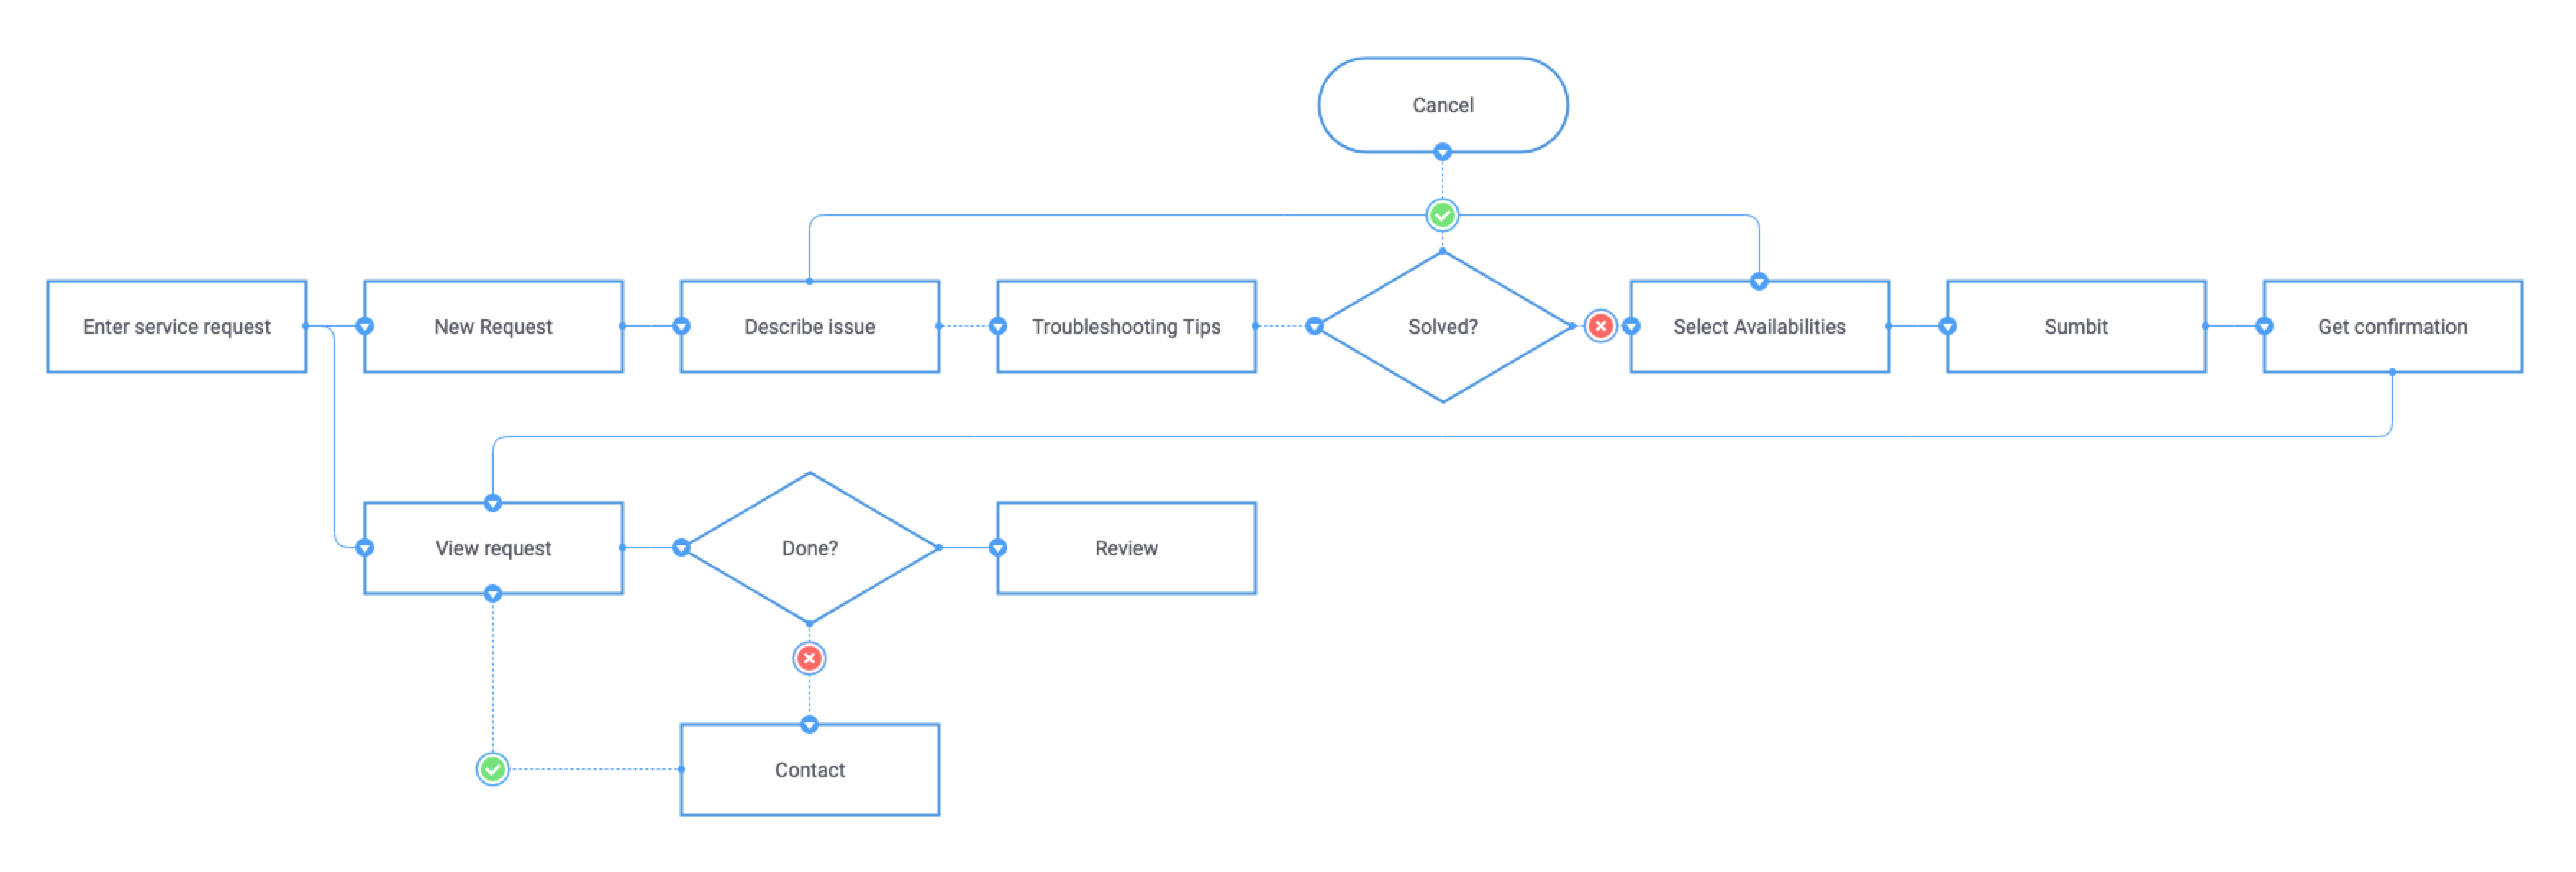 Cancel
Enter service request
New Request
Describe issue
Troubleshooting Tips
Solved?
Select Availabilities
Sumbit
Get confirmation
View request
Done?
Review
Contact